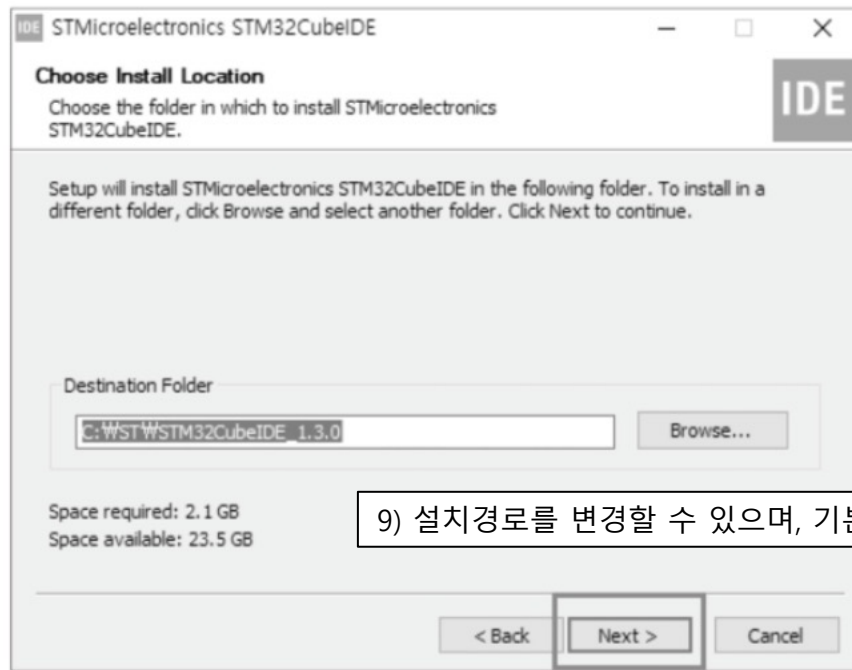 IDE STMicroelectronics STM32CubeIDE
Choose Install Location
Choose the folder in which to install STMicroelectronics
STM32CubeIDE.
IDE
Setup will install STMicroelectronics STM32CubeIDE in the following folder. To install in a
different folder, click Browse and select another folder. Click Next to continue.
Destination Folder
C:₩ST₩STM32CubeIDE_1.3.0
Browse...
Space required: 2.1 GB
Space available: 23.5 GB
9) 설치경로를 변경할 수 있으며,
< Back
Next >
Cancel